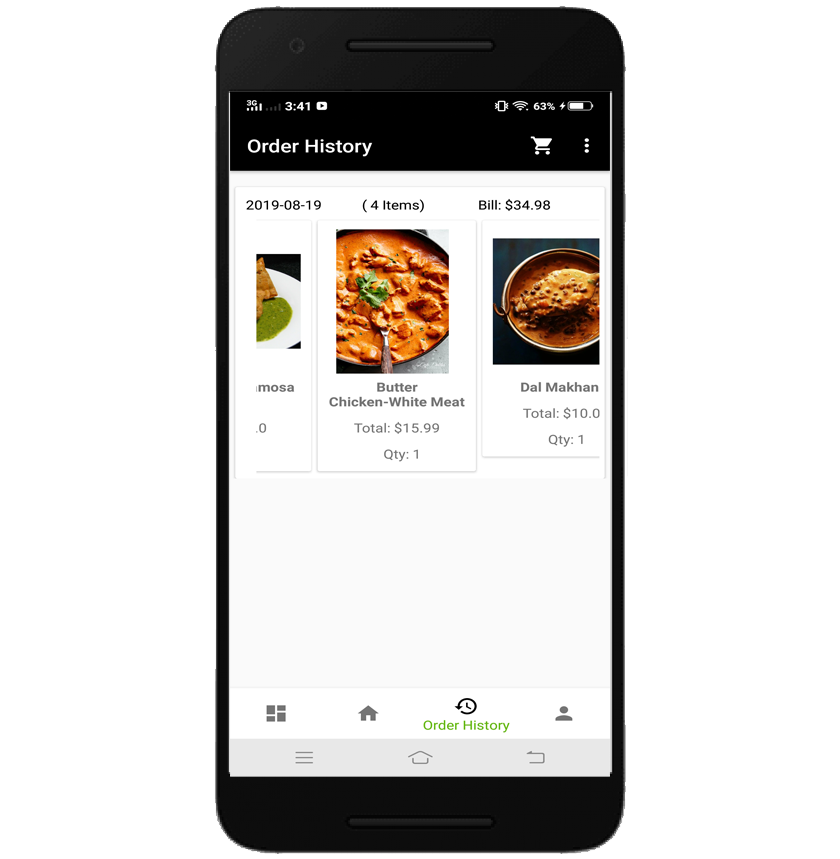 3G 3:41 63%
Order History
2019-08-19 ( 4 Items) Bill: $34.98
mosa
.0
Butter
Chicken-White Meat
Total: $15.99
Qty: 1
Dal Makhan
Total: $10.0
Qty: 1
Order History